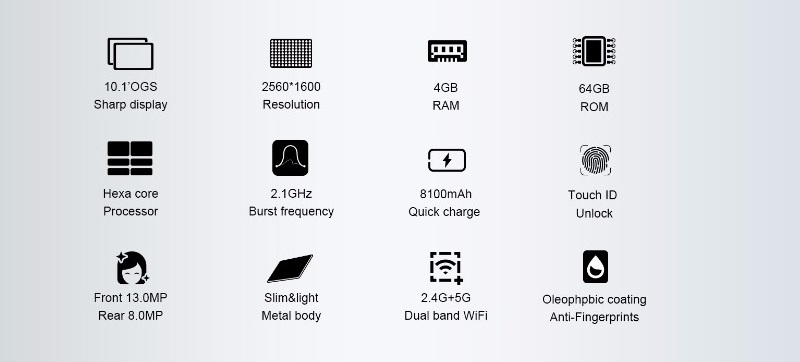 10.1'OGS
Sharp display
2560*1600
Resolution
4GB
RAM
64GB
ROM
Hexa core
Processor
2.1GHz
Burst frequency
8100mAh
Quick charge
Touch ID
Unlock
Front 13.0MP
Rear 8.0MP
Slim&light
Metal body
2.4G+5G
Dual band WiFi
Oleophpbic coating
Anti-Fingerprints